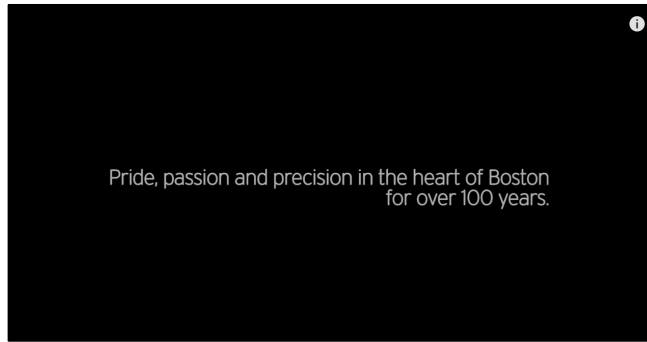 Pride, passion and precision in the heart of Boston
for over 100 years.